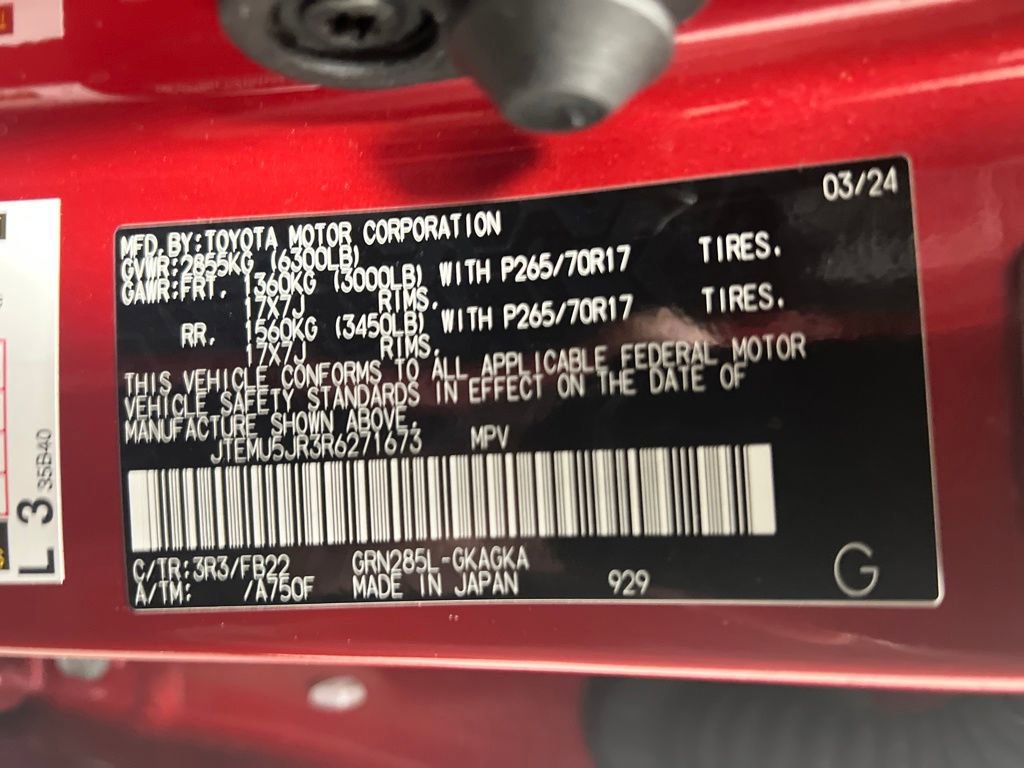 03/24
MFD.BY:TOYOTA MOTOR CORPORATION
GVWR:2855KG (6300LB)
GAWR:FRT. 1360KG (3000LB) WITH P265/70R17 TIRES.
17X7J RIMS.
RR. 1560KG (3450LB) WITH P265/70R17 TIRES.
17X7J RIMS.
THIS VEHICLE CONFORMS TO ALL APPLICABLE FEDERAL MOTOR
VEHICLE SAFETY STANDARDS IN EFFECT ON THE DATE OF
MANUFACTURE SHOWN ABOVE.
JTEMU5JR3R6271673 MPV
C/TR:3R3/FB22 GRN285L-GKAGKA
A/TM: /A750F MADE IN JAPAN 929
G
L 3 35B40